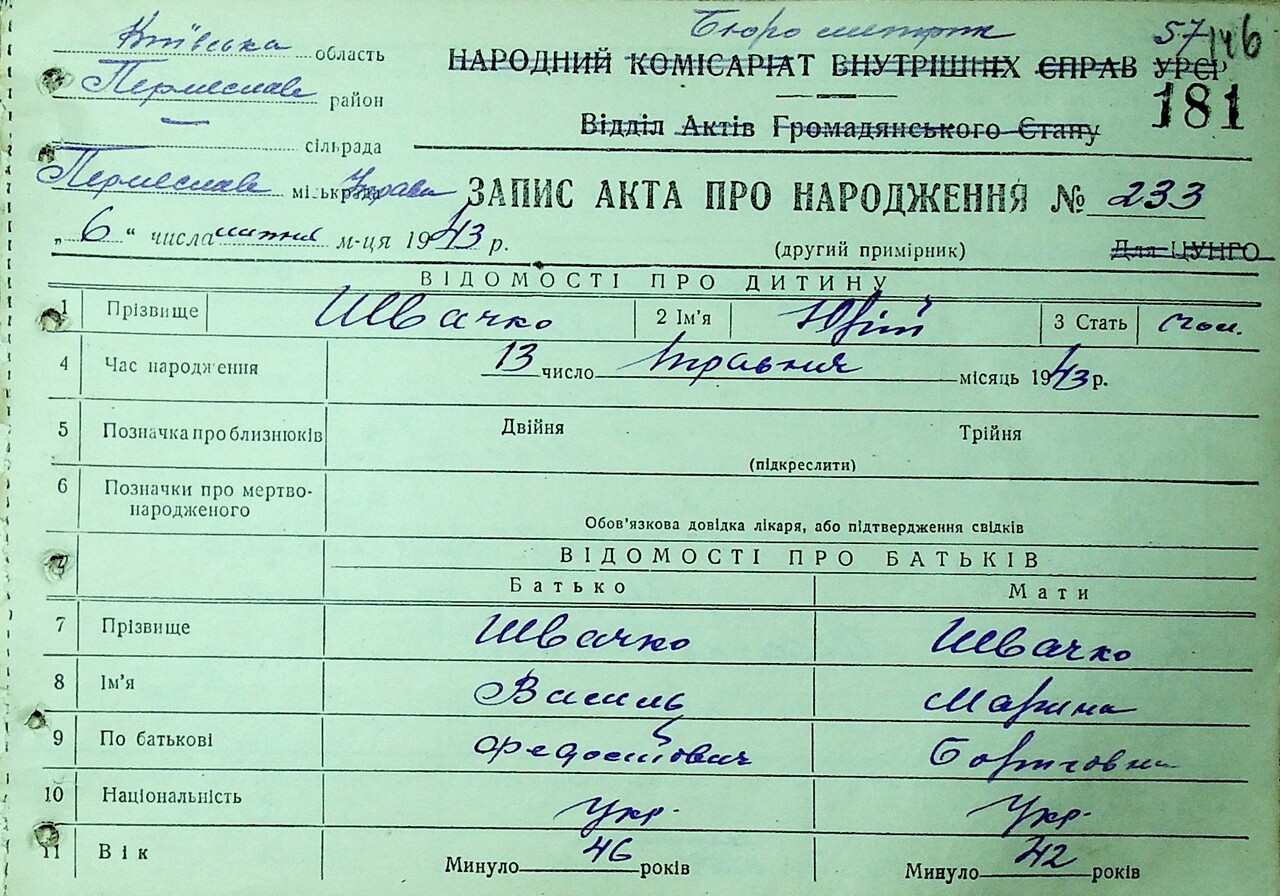 Київська область
Переяслав район
сільрада
Переяслав міськрада Управа
Бюро метрик
57 146
НАРОДНИЙ КОМІСАРІАТ ВНУТРІШНІХ СПРАВ УРСР
181
Відділ Актів Громадянського Стану
ЗАПИС АКТА ПРО НАРОДЖЕННЯ № 233
„ 6 “ числа липня м-ця 1943 р.
(другий примірник) Для ЦУНГО
ВІДОМОСТІ ПРО ДИТИНУ
1 Прізвище Швачко 2 Ім'я Юрій 3 Стать чол.
4 Час народження 13 число травня місяць 1943 р.
5 Позначка про близнюків Двійня Трійня
(підкреслити)
6 Позначки про мертво-
народженого
Обов'язкова довідка лікаря, або підтвердження свідків
ВІДОМОСТІ ПРО БАТЬКІВ
Батько Мати
7 Прізвище Швачко Швачко
8 Ім'я Василь Марина
9 По батькові
10 Національність Укр. Укр.
11 Вік Минуло 46 років Минуло 42 років